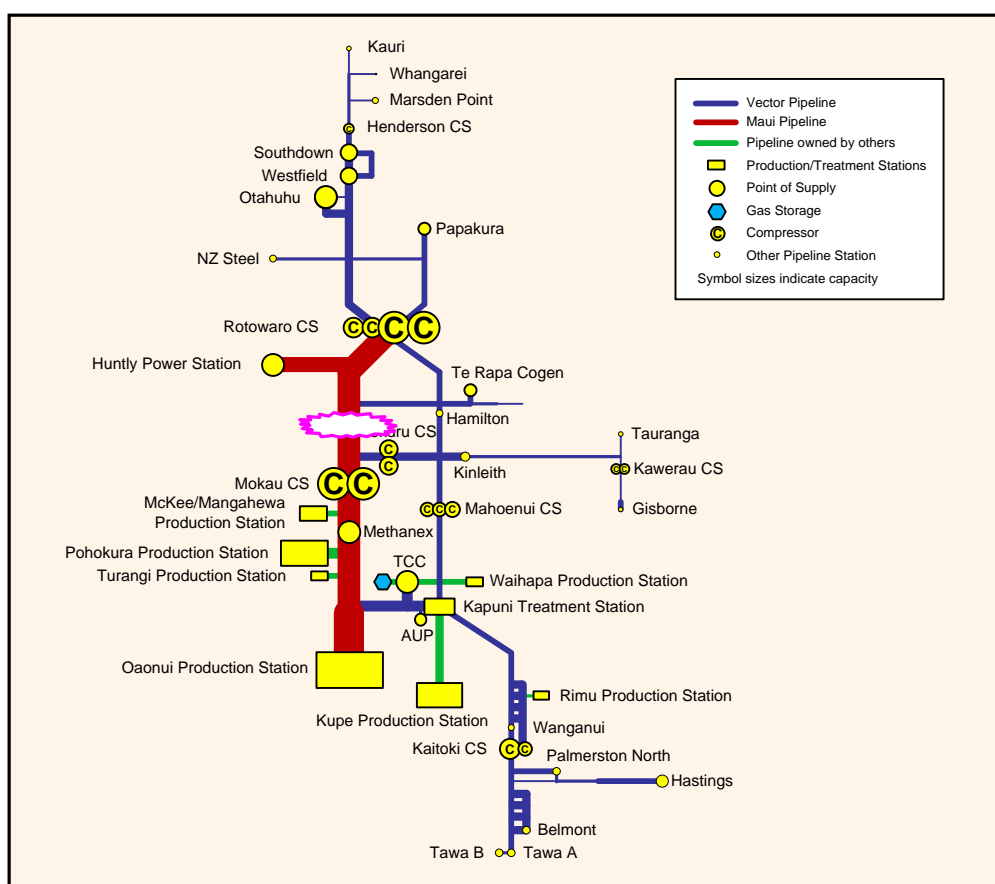 Kauri
Whangarei
Marsden Point
Henderson CS
Southdown
Westfield
Otahuhu
Papakura
NZ Steel
Rotowaro CS
C C C C
Huntly Power Station
Te Rapa Cogen
Hamilton
CS
Tauranga
C
C
Kinleith
C C
Kawerau CS
Mokau CS
C C
McKee/Mangahewa
Production Station
C C C
Mahoenui CS
Gisborne
Methanex
Pohokura Production Station
Turangi Production Station
TCC
Waihapa Production Station
Kapuni Treatment Station
AUP
Oaonui Production Station
Kupe Production Station
Rimu Production Station
Wanganui
Kaitoki CS
C C
Palmerston North
Hastings
Belmont
Tawa B
Tawa A
Vector Pipeline
Maui Pipeline
Pipeline owned by others
Production/Treatment Stations
Point of Supply
Gas Storage
C
Compressor
Other Pipeline Station
Symbol sizes indicate capacity